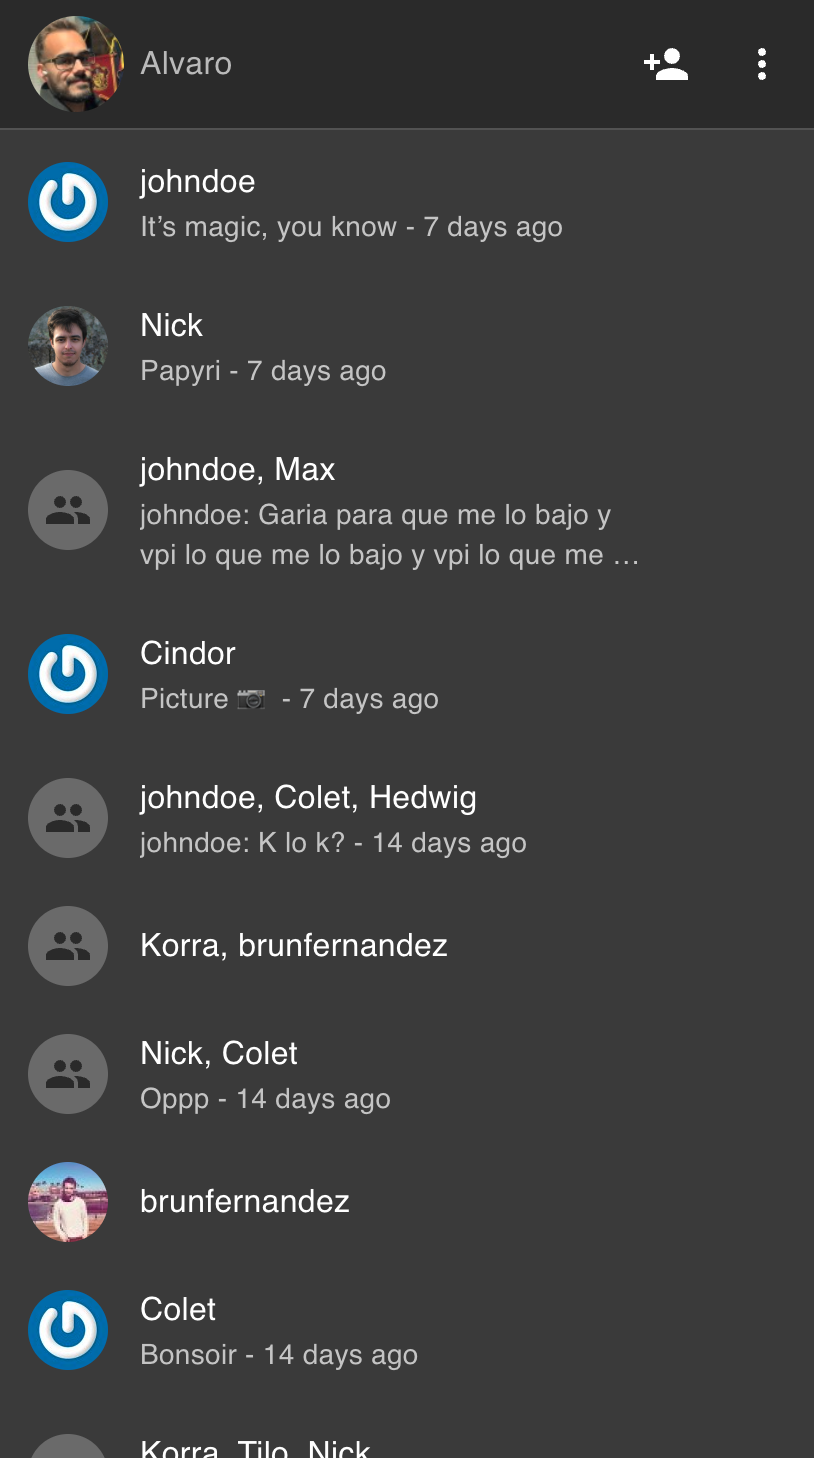 Alvaro
johndoe
It’s magic, you know - 7 days ago
Nick
Papyri - 7 days ago
johndoe, Max
johndoe: Garia para que me lo bajo y
vpi lo que me lo bajo y vpi lo que me …
Cindor
Picture 📷 - 7 days ago
johndoe, Colet, Hedwig
johndoe: K lo k? - 14 days ago
Korra, brunfernandez
Nick, Colet
Oppp - 14 days ago
brunfernandez
Colet
Bonsoir - 14 days ago
Korra, Tilo, Nick